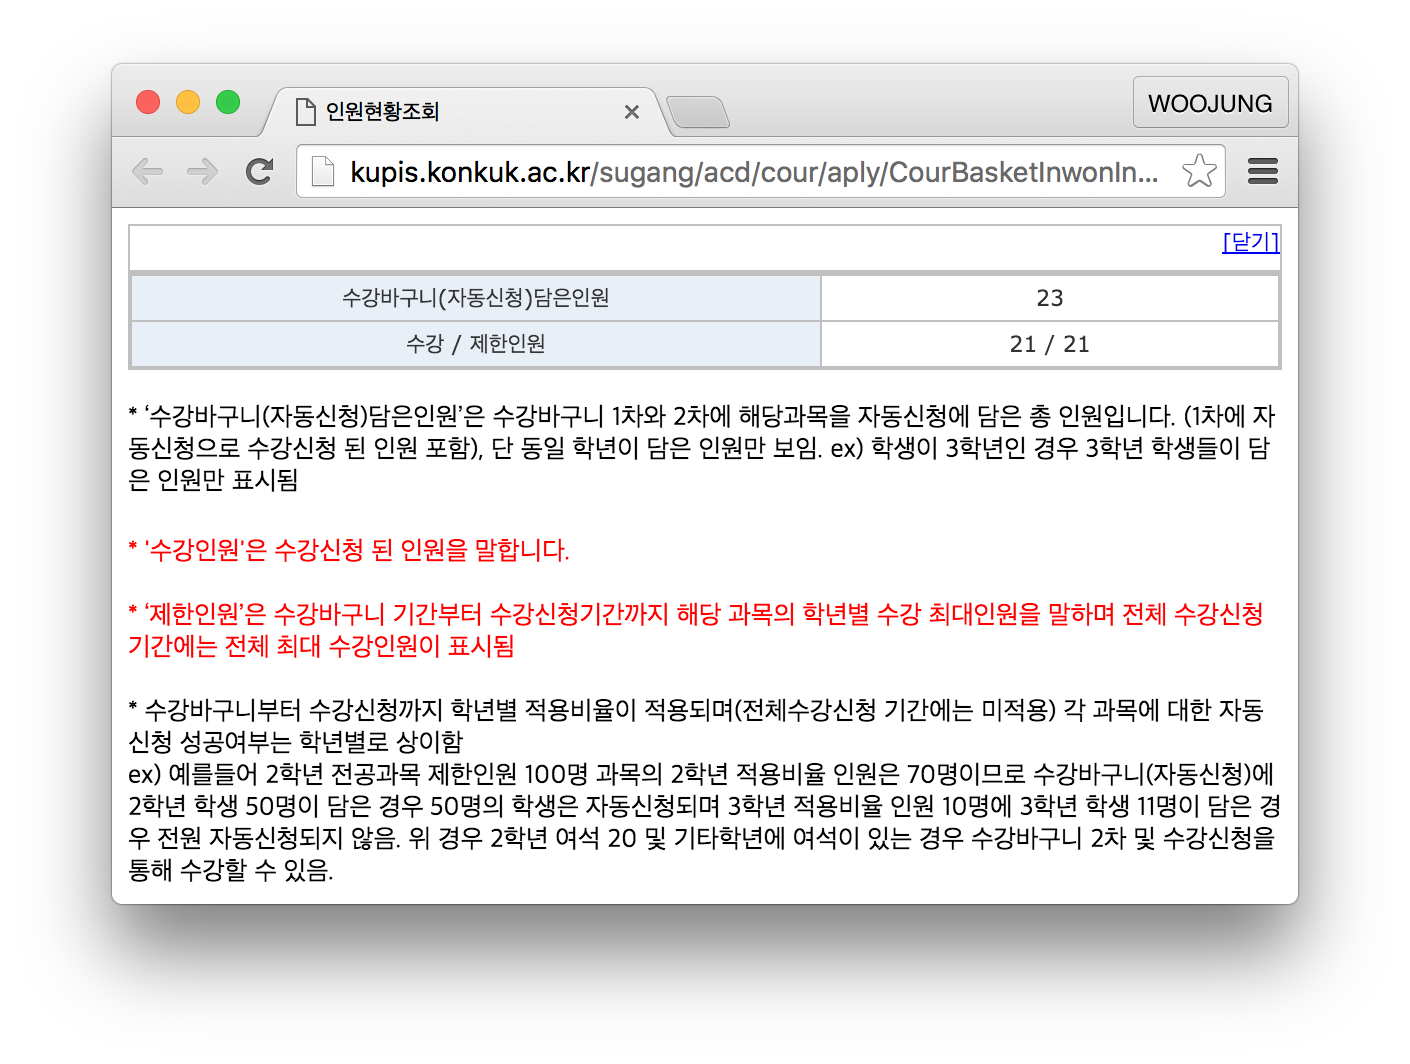 인원현황조회
WOOJUNG
kupis.konkuk.ac.kr/sugang/acd/cour/aply/CourBasketInwonIn...
[닫기]
수강바구니(자동신청)담은인원 23
수강 / 제한인원 21 / 21
* ‘수강바구니(자동신청)담은인원’은 수강바구니 1차와 2차에 해당과목을 자동신청에 담은 총 인원입니다. (1차에 자
동신청으로 수강신청 된 인원 포함), 단 동일 학년이 담은 인원만 보임. ex) 학생이 3학년인 경우 3학년 학생들이 담
은 인원만 표시됨
* '수강인원'은 수강신청 된 인원을 말합니다.
* ‘제한인원’은 수강바구니 기간부터 수강신청기간까지 해당 과목의 학년별 수강 최대인원을 말하며 전체 수강신청
기간에는 전체 최대 수강인원이 표시됨
* 수강바구니부터 수강신청까지 학년별 적용비율이 적용되며(전체수강신청 기간에는 미적용) 각 과목에 대한 자동
신청 성공여부는 학년별로 상이함
ex) 예를들어 2학년 전공과목 제한인원 100명 과목의 2학년 적용비율 인원은 70명이므로 수강바구니(자동신청)에
2학년 학생 50명이 담은 경우 50명의 학생은 자동신청되며 3학년 적용비율 인원 10명에 3학년 학생 11명이 담은 경
우 전원 자동신청되지 않음. 위 경우 2학년 여석 20 및 기타학년에 여석이 있는 경우 수강바구니 2차 및 수강신청을
통해 수강할 수 있음.